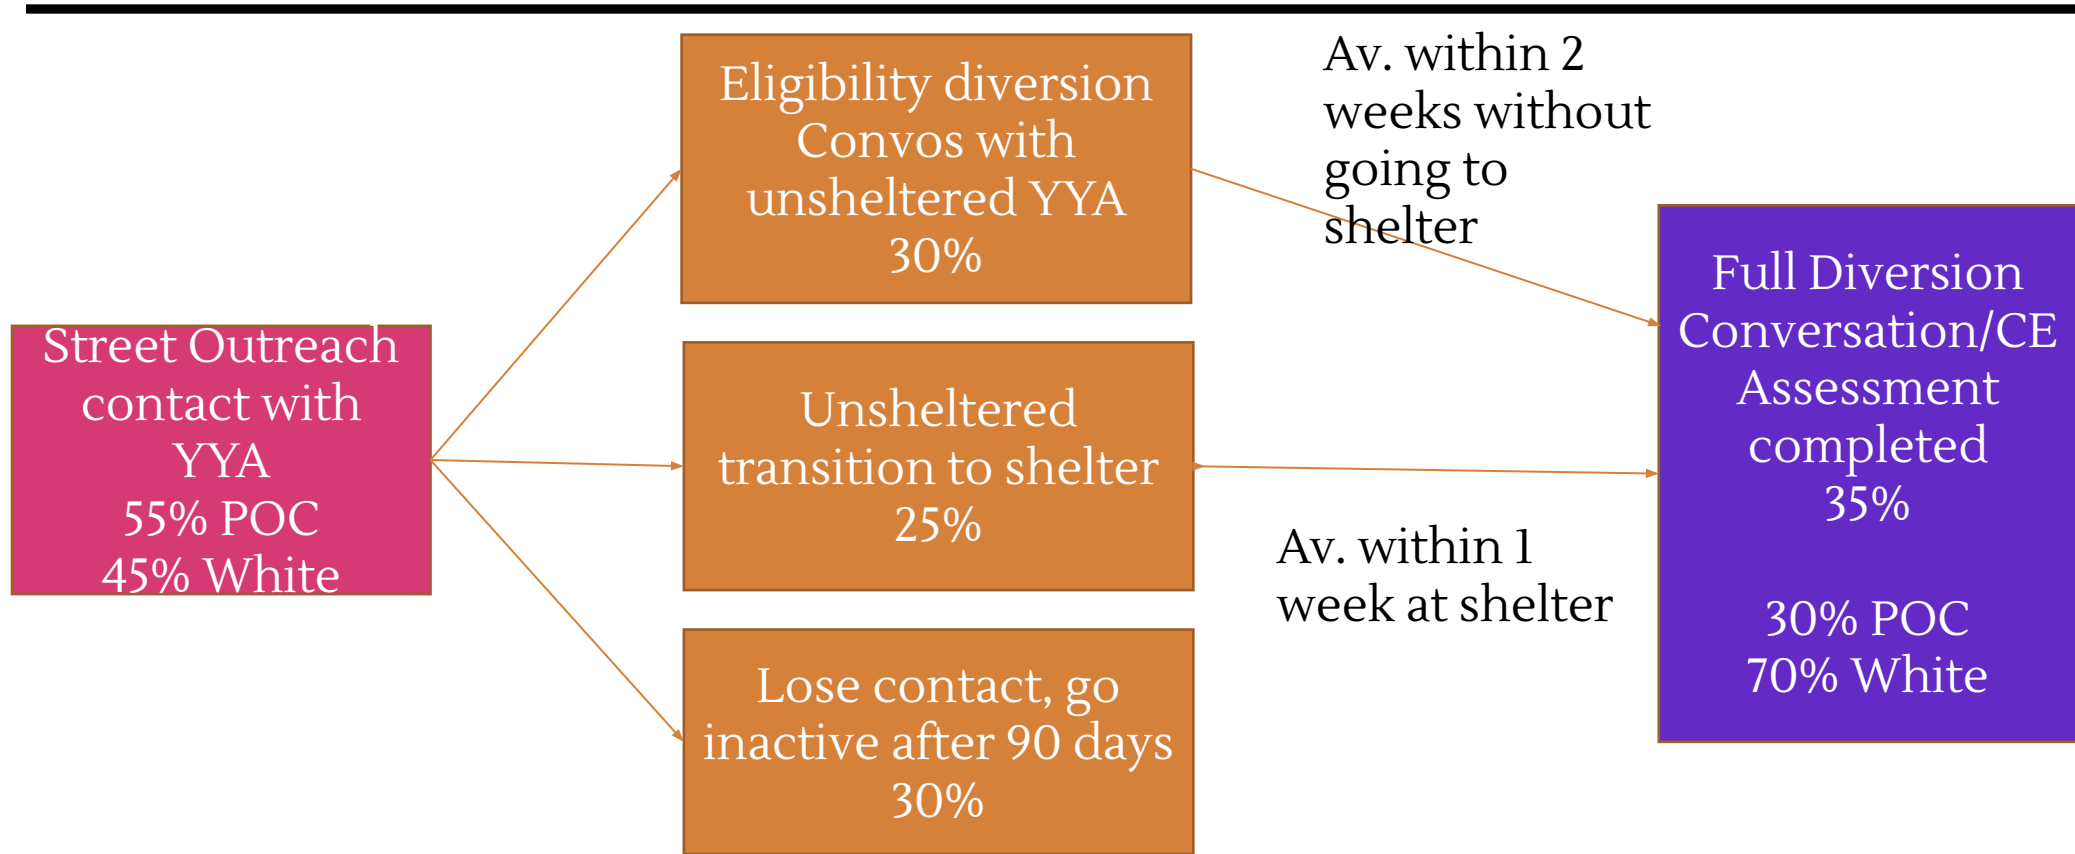 Street Outreach
contact with
YYA
55% POC
45% White
Eligibility diversion
Convos with
unsheltered YYA
30%
Unsheltered
transition to shelter
25%
Lose contact, go
inactive after 90 days
30%
Av. within 2
weeks without
going to
shelter
Av. within 1
week at shelter
Full Diversion
Conversation/CE
Assessment
completed
35%
30% POC
70% White